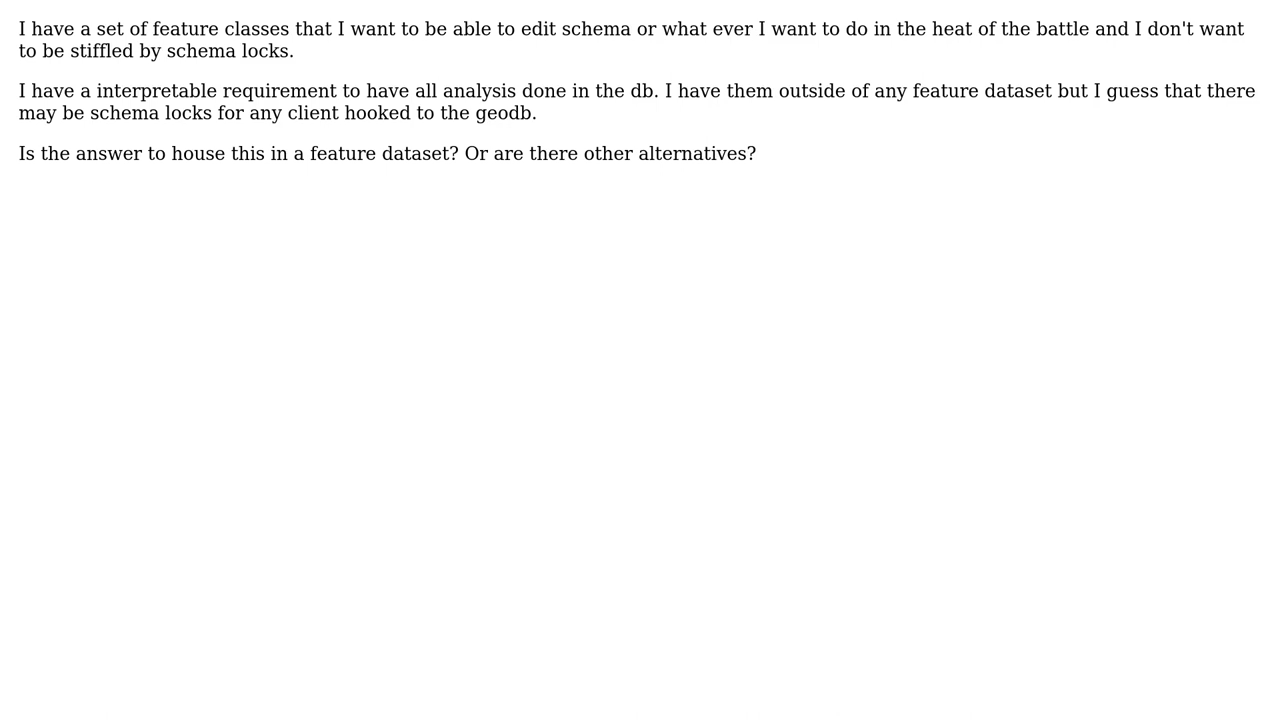 I have a set of feature classes that I want to be able to edit schema or what ever I want to do in the heat of the battle and I don't want
to be stiffled by schema locks.
I have a interpretable requirement to have all analysis done in the db. I have them outside of any feature dataset but I guess that there
may be schema locks for any client hooked to the geodb.
Is the answer to house this in a feature dataset? Or are there other alternatives?